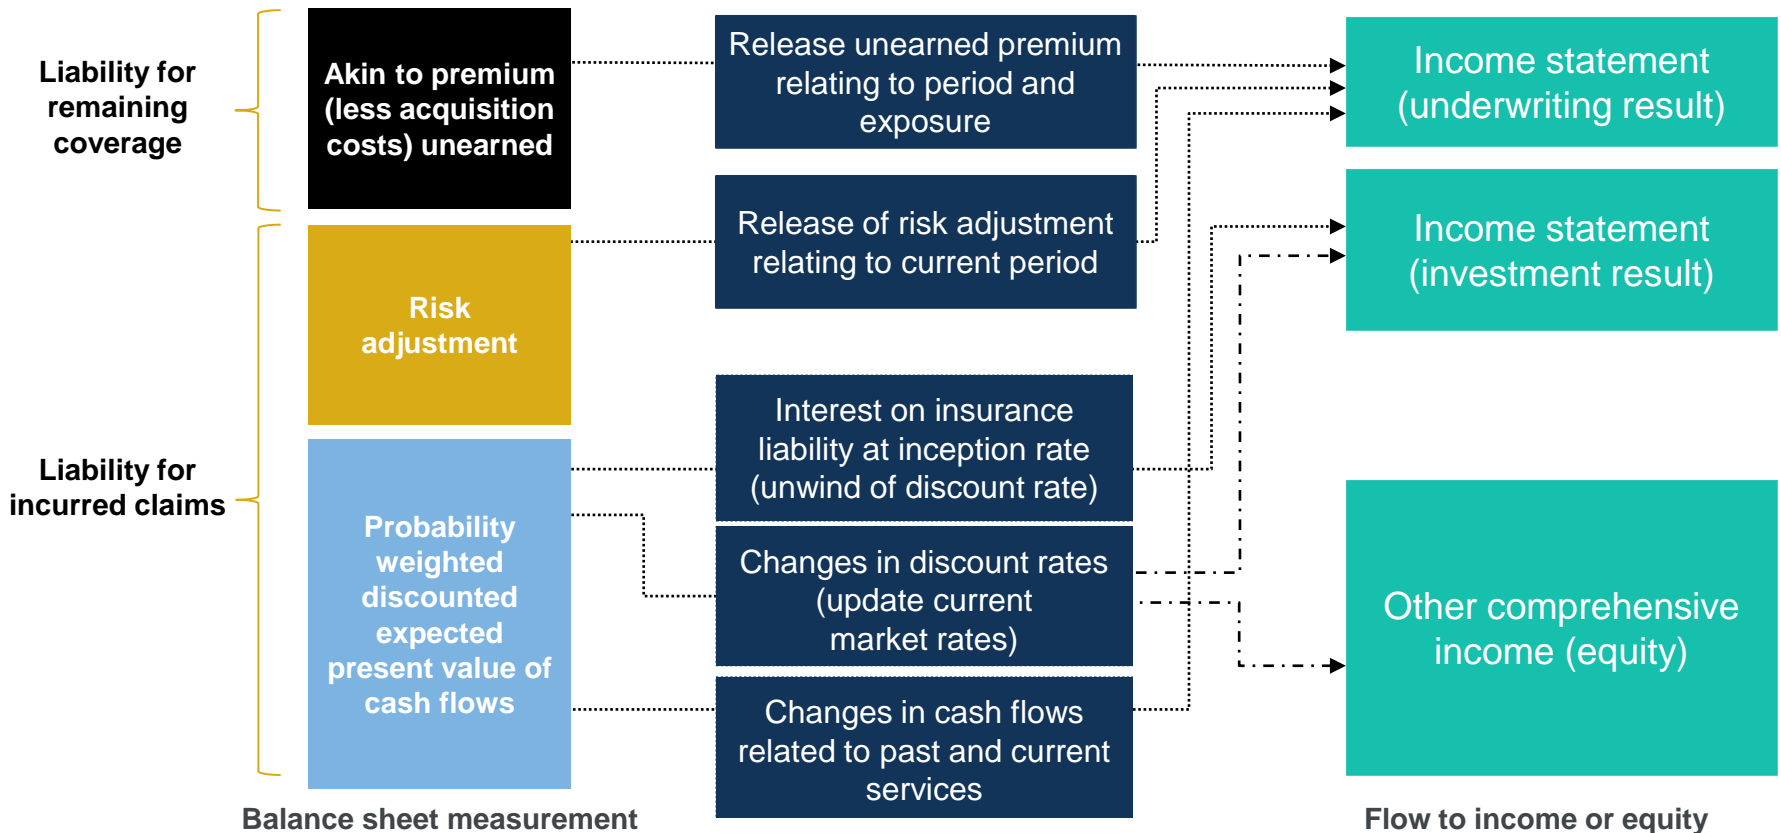 Liability for
remaining
coverage
Akin to premium
(less acquisition
costs) unearned
Release unearned premium
relating to period and
exposure
Income statement
(underwriting result)
Release of risk adjustment
relating to current period
Income statement
(investment result)
Risk
adjustment
Liability for
incurred claims
Interest on insurance
liability at inception rate
(unwind of discount rate)
Probability
weighted
discounted
expected
present value of
cash flows
Changes in discount rates
(update current
market rates)
Other comprehensive
income (equity)
Changes in cash flows
related to past and current
services
Balance sheet measurement
Flow to income or equity